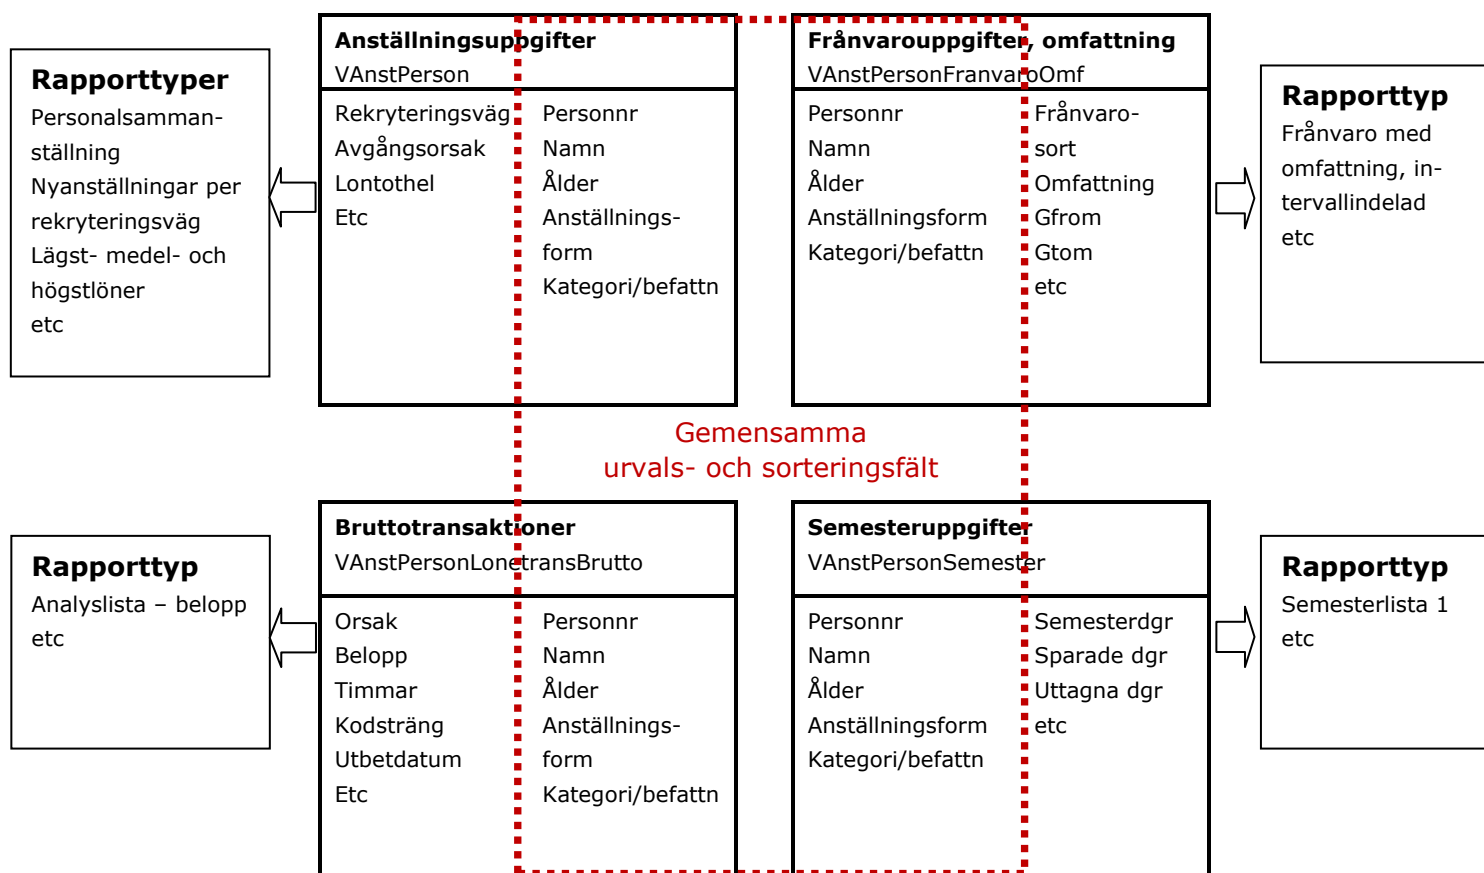 Rapporttyper
Personalsamman-
ställning
Nyanställningar per
rekryteringsväg
Lägst- medel- och
högstlöner
etc
Anställningsuppgifter
VAnstPerson
Rekryteringsväg
Avgångsorsak
Lontothel
Etc
Personnr
Namn
Ålder
Anställnings-
form
Kategori/befattn
Frånvarouppgifter, omfattning
VAnstPersonFranvaroOmf
Personnr
Namn
Ålder
Anställningsform
Kategori/befattn
Frånvaro-
sort
Omfattning
Gfrom
Gtom
etc
Rapporttyp
Frånvaro med
omfattning, in-
tervallindelad
etc
Gemensamma
urvals- och sorteringsfält
Rapporttyp
Analyslista – belopp
etc
Bruttotransaktioner
VAnstPersonLonetransBrutto
Orsak
Belopp
Timmar
Kodsträng
Utbetdatum
Etc
Personnr
Namn
Ålder
Anställnings-
form
Kategori/befattn
Semesteruppgifter
VAnstPersonSemester
Personnr
Namn
Ålder
Anställningsform
Kategori/befattn
Semesterdgr
Sparade dgr
Uttagna dgr
etc
Rapporttyp
Semesterlista 1
etc